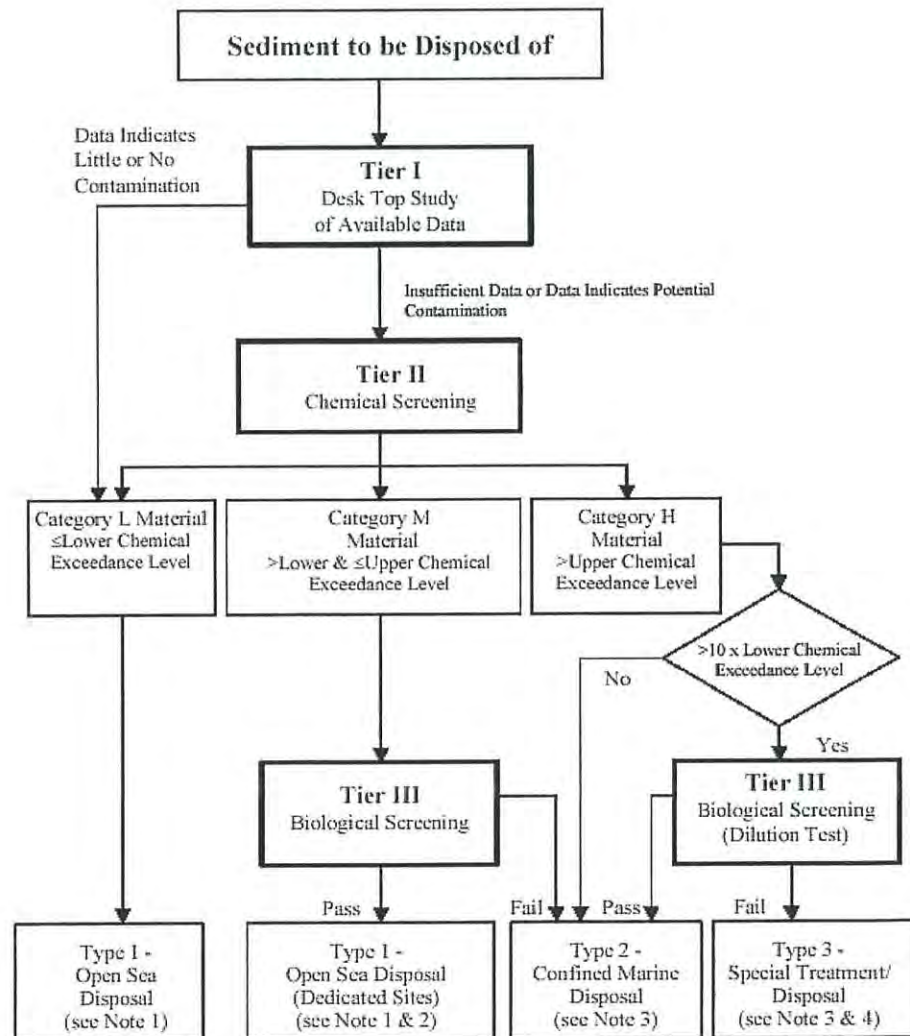 Sediment to be Disposed of
Data Indicates
Little or No
Contamination
Tier I
Desk Top Study
of Available Data
Insufficient Data or Data Indicates Potential
Contamination
Tier II
Chemical Screening
Category L Material
≤Lower Chemical
Exceedance Level
Category M
Material
>Lower & ≤Upper Chemical
Exceedance Level
Category H
Material
>Upper Chemical
Exceedance Level
>10 x Lower Chemical
Exceedance Level
No
Yes
Tier III
Biological Screening
Tier III
Biological Screening
(Dilution Test)
Pass
Fail
Pass
Fail
Type 1 -
Open Sea
Disposal
(see Note 1)
Type 1 -
Open Sea Disposal
(Dedicated Sites)
(see Note 1 & 2)
Type 2 -
Confined Marine
Disposal
(see Note 3)
Type 3 -
Special Treatment/
Disposal
(see Note 3 & 4)